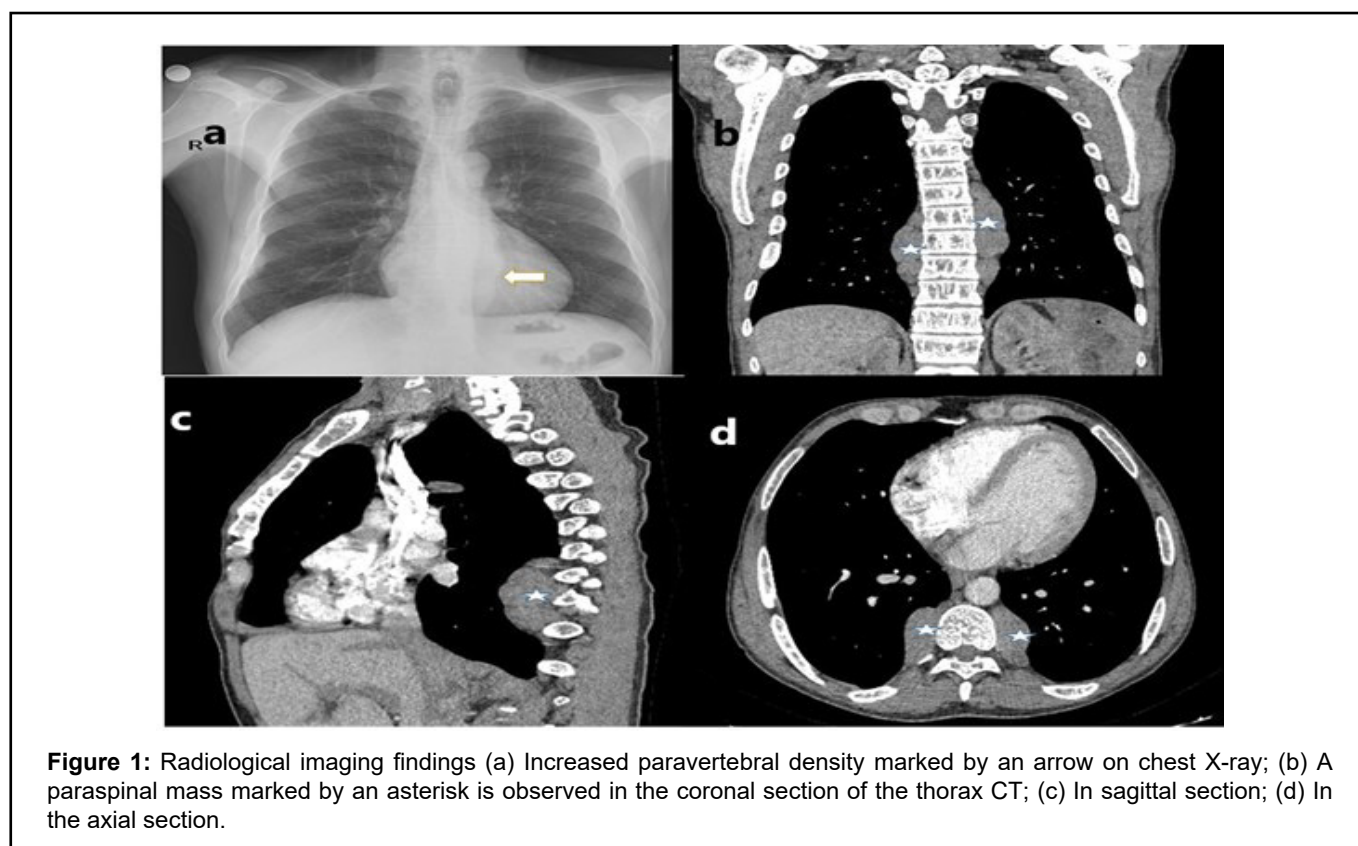 a
R
b
c
d
Figure 1: Radiological imaging findings (a) Increased paravertebral density marked by an arrow on chest X-ray; (b) A
paraspinal mass marked by an asterisk is observed in the coronal section of the thorax CT; (c) In sagittal section; (d) In
the axial section.